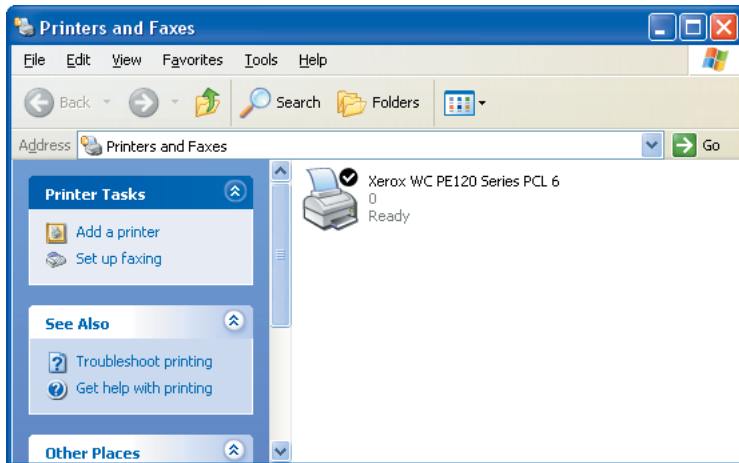 Printers and Faxes
File Edit View Favorites Tools Help
Back Search Folders
Address Printers and Faxes Go
Printer Tasks
Add a printer
Set up faxing
See Also
Troubleshoot printing
Get help with printing
Other Places
Xerox WC PE120 Series PCL 6
0
Ready